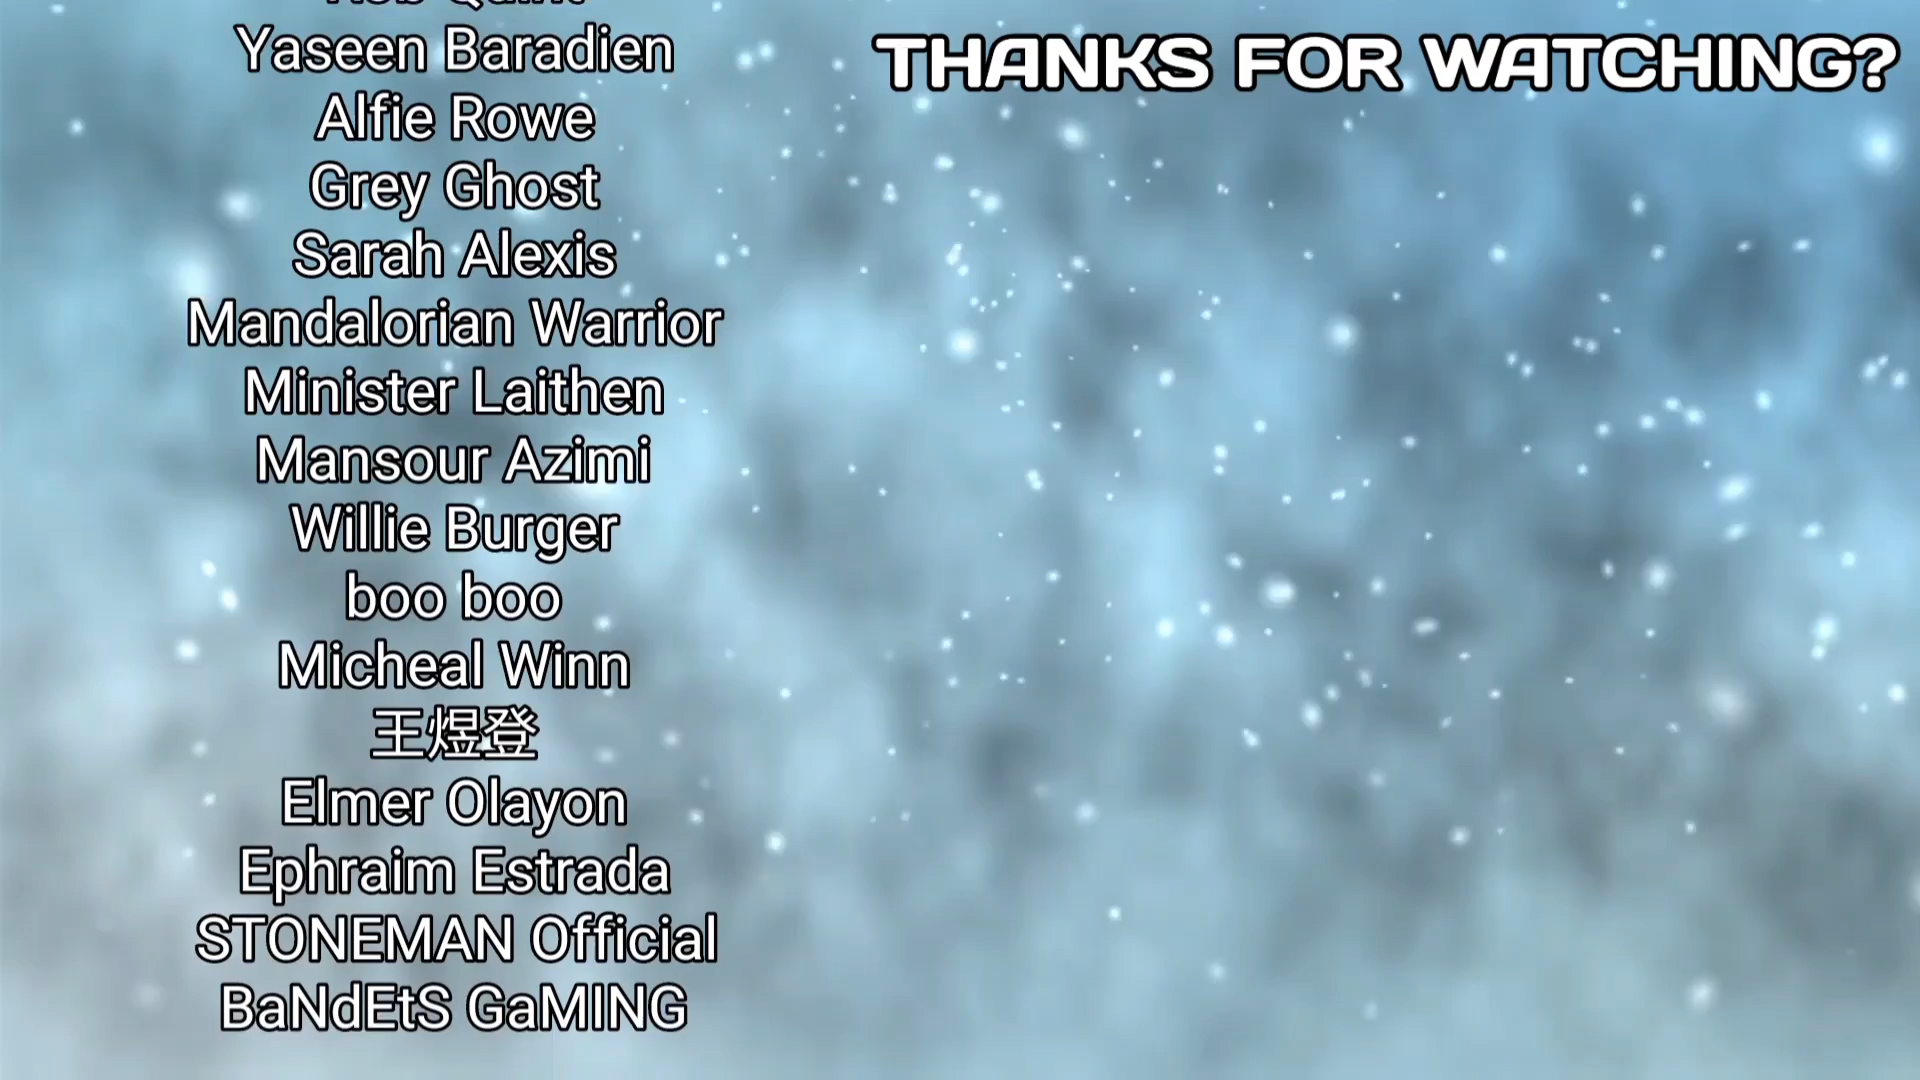 THANKS FOR WATCHING?
Yaseen Baradien
Alfie Rowe
Grey Ghost
Sarah Alexis
Mandalorian Warrior
Minister Laithen
Mansour Azimi
Willie Burger
boo boo
Micheal Winn
王煜登
Elmer Olayon
Ephraim Estrada
STONEMAN Official
BaNdEtS GaMING